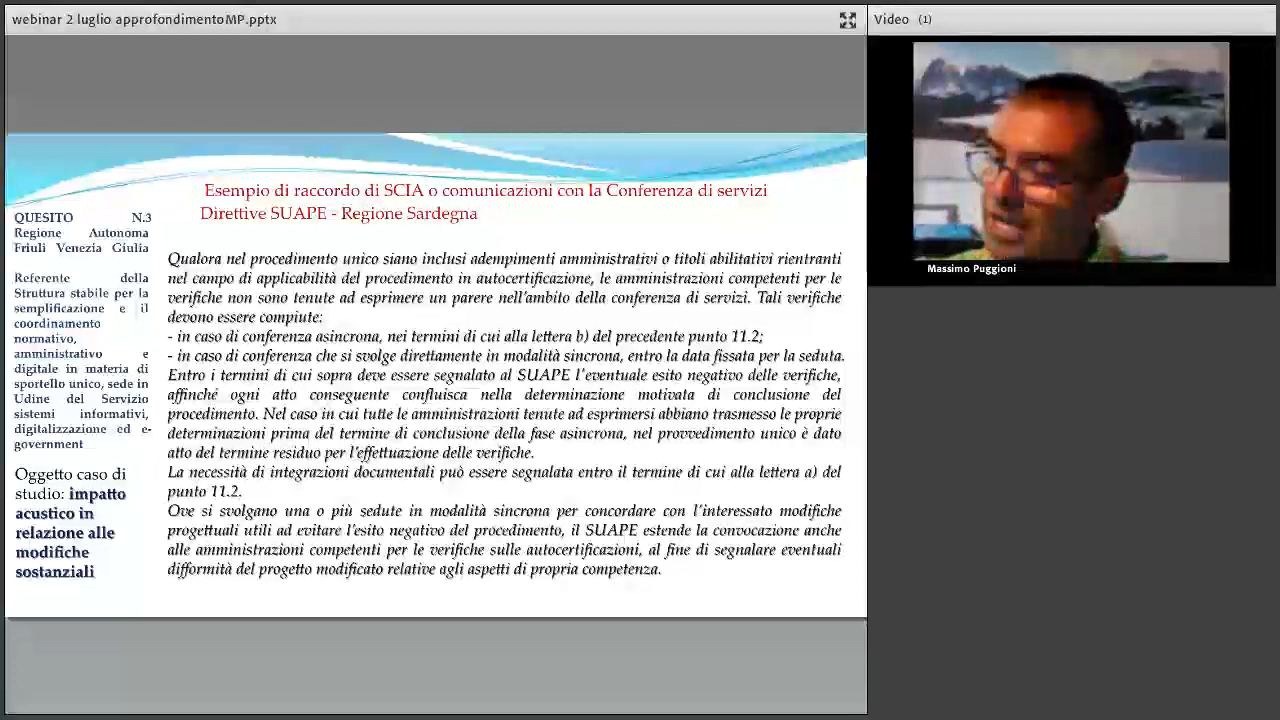 webinar 2 luglio approfondimentoMP.pptx
Video (1)
Massimo Puggioni
Esempio di raccordo di SCIA o comunicazioni con la Conferenza di servizi
Direttive SUAPE - Regione Sardegna
QUESITO N.3
Regione Autonoma
Friuli Venezia Giulia
Referente della
Struttura stabile per la
semplificazione e il
coordinamento
normativo,
amministrativo e
digitale in materia di
sportello unico, sede in
Udine del Servizio
sistemi informativi,
digitalizzazione ed e-
government
Oggetto caso di
studio: impatto
acustico in
relazione alle
modifiche
sostanziali
Qualora nel procedimento unico siano inclusi adempimenti amministrativi o titoli abilitativi rientranti
nel campo di applicabilità del procedimento in autocertificazione, le amministrazioni competenti per le
verifiche non sono tenute ad esprimere un parere nell'ambito della conferenza di servizi. Tali verifiche
devono essere compiute:
- in caso di conferenza asincrona, nei termini di cui alla lettera b) del precedente punto 11.2;
- in caso di conferenza che si svolge direttamente in modalità sincrona, entro la data fissata per la seduta.
Entro i termini di cui sopra deve essere segnalato al SUAPE l'eventuale esito negativo delle verifiche,
affinché ogni atto conseguente confluisca nella determinazione motivata di conclusione del
procedimento. Nel caso in cui tutte le amministrazioni tenute ad esprimersi abbiano trasmesso le proprie
determinazioni prima del termine di conclusione della fase asincrona, nel provvedimento unico è dato
atto del termine residuo per l'effettuazione delle verifiche.
La necessità di integrazioni documentali può essere segnalata entro il termine di cui alla lettera a) del
punto 11.2.
Ove si svolgano una o più sedute in modalità sincrona per concordare con l'interessato modifiche
progettuali utili ad evitare l'esito negativo del procedimento, il SUAPE estende la convocazione anche
alle amministrazioni competenti per le verifiche sulle autocertificazioni, al fine di segnalare eventuali
difformità del progetto modificato relative agli aspetti di propria competenza.